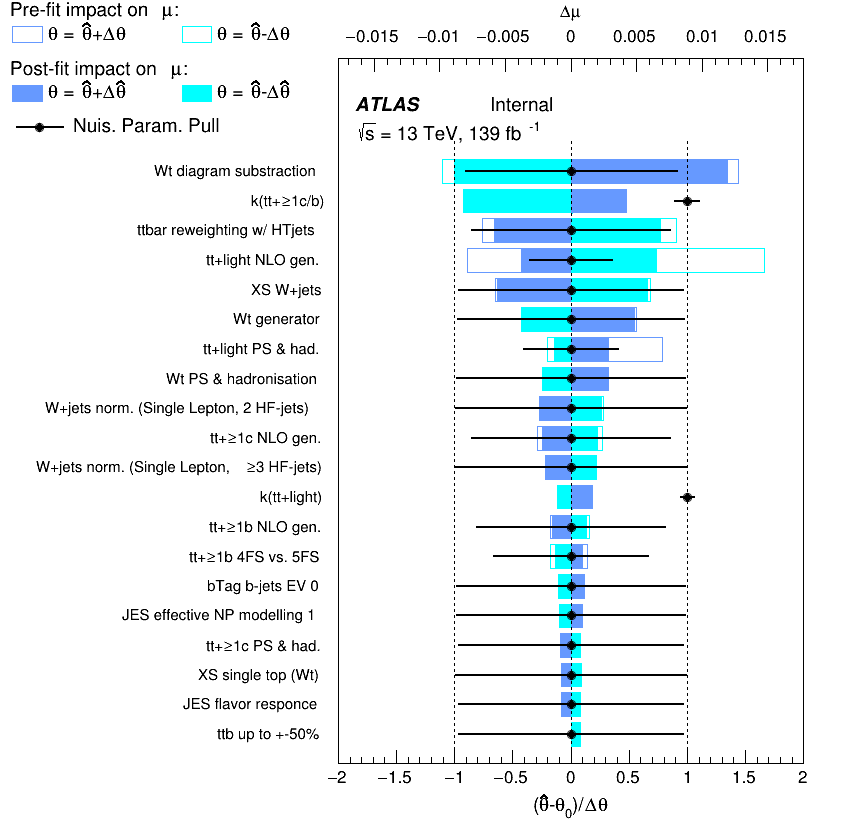 Pre-fit impact on μ:
θ = θ̂+Δθ θ = θ̂-Δθ
Post-fit impact on μ:
θ = θ̂+Δθ̂ θ = θ̂-Δθ̂
Nuis. Param. Pull
Δμ
−0.015 −0.01 −0.005 0 0.005 0.01 0.015
ATLAS Internal
√s = 13 TeV, 139 fb⁻¹
Wt diagram substraction
k(tt+≥1c/b)
ttbar reweighting w/ HTjets
tt+light NLO gen.
XS W+jets
Wt generator
tt+light PS & had.
Wt PS & hadronisation
W+jets norm. (Single Lepton, 2 HF-jets)
tt+≥1c NLO gen.
W+jets norm. (Single Lepton, ≥3 HF-jets)
k(tt+light)
tt+≥1b NLO gen.
tt+≥1b 4FS vs. 5FS
bTag b-jets EV 0
JES effective NP modelling 1
tt+≥1c PS & had.
XS single top (Wt)
JES flavor responce
ttb up to +-50%
−2 −1.5 −1 −0.5 0 0.5 1 1.5 2
(θ̂-θ₀)/Δθ